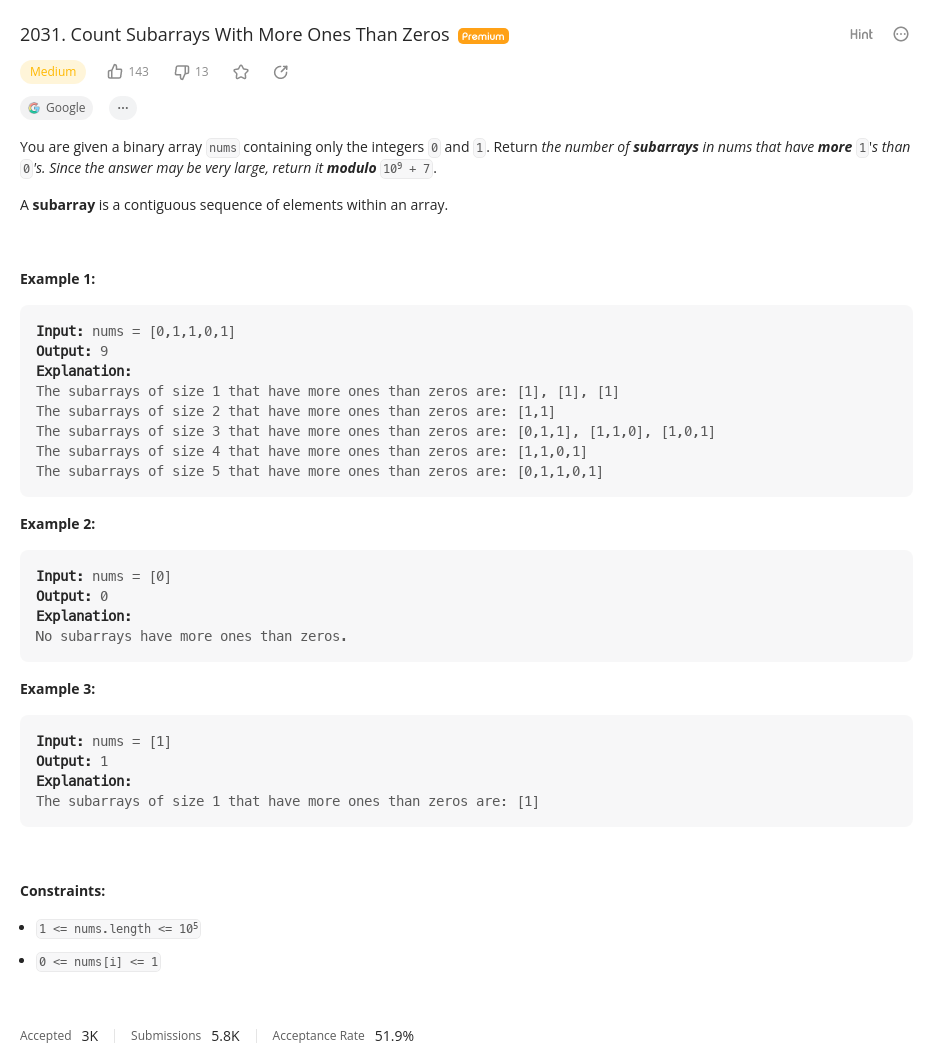 2031. Count Subarrays With More Ones Than Zeros Premium Hint
Medium 143 13
Google ...
You are given a binary array nums containing only the integers 0 and 1. Return the number of subarrays in nums that have more 1's than
0's. Since the answer may be very large, return it modulo 10⁹ + 7.
A subarray is a contiguous sequence of elements within an array.
Example 1:
Input: nums = [0,1,1,0,1]
Output: 9
Explanation:
The subarrays of size 1 that have more ones than zeros are: [1], [1], [1]
The subarrays of size 2 that have more ones than zeros are: [1,1]
The subarrays of size 3 that have more ones than zeros are: [0,1,1], [1,1,0], [1,0,1]
The subarrays of size 4 that have more ones than zeros are: [1,1,0,1]
The subarrays of size 5 that have more ones than zeros are: [0,1,1,0,1]
Example 2:
Input: nums = [0]
Output: 0
Explanation:
No subarrays have more ones than zeros.
Example 3:
Input: nums = [1]
Output: 1
Explanation:
The subarrays of size 1 that have more ones than zeros are: [1]
Constraints:
• 1 <= nums.length <= 10⁵
• 0 <= nums[i] <= 1
Accepted 3K Submissions 5.8K Acceptance Rate 51.9%